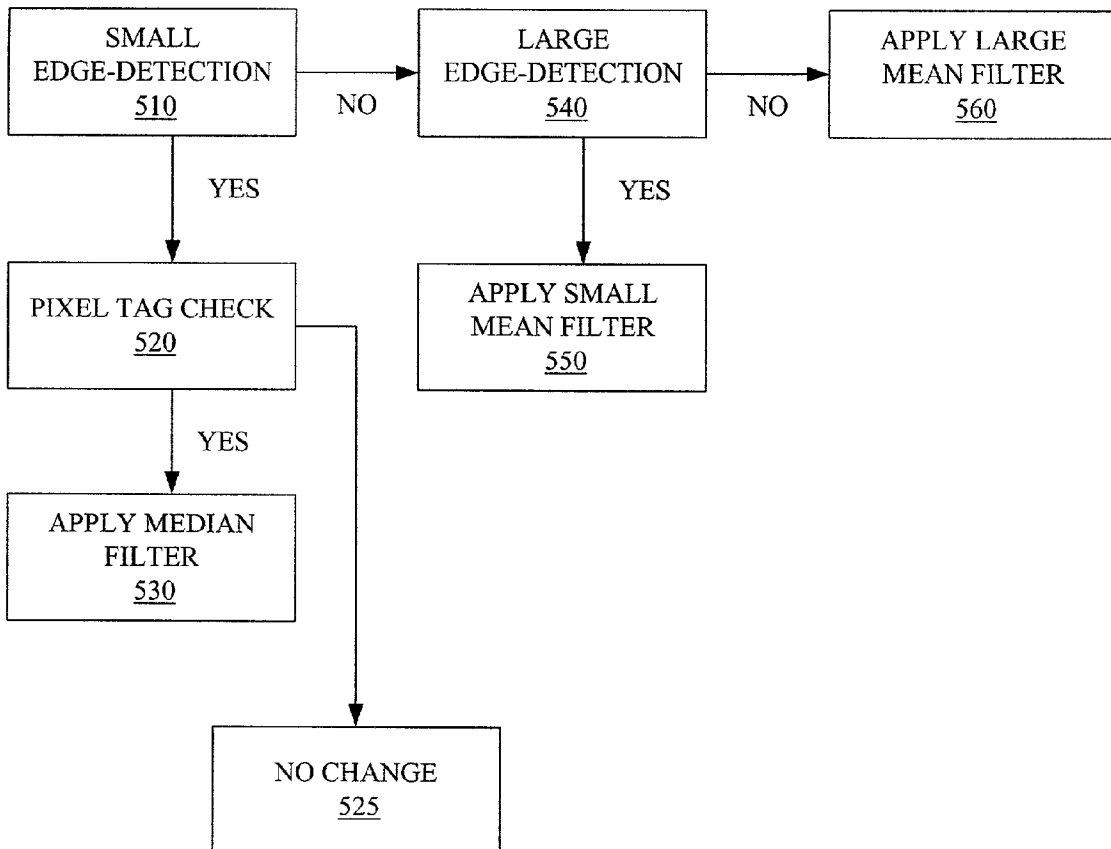 SMALL
EDGE-DETECTION
510
NO
LARGE
EDGE-DETECTION
540
NO
APPLY LARGE
MEAN FILTER
560
YES
YES
PIXEL TAG CHECK
520
APPLY SMALL
MEAN FILTER
550
YES
APPLY MEDIAN
FILTER
530
NO CHANGE
525